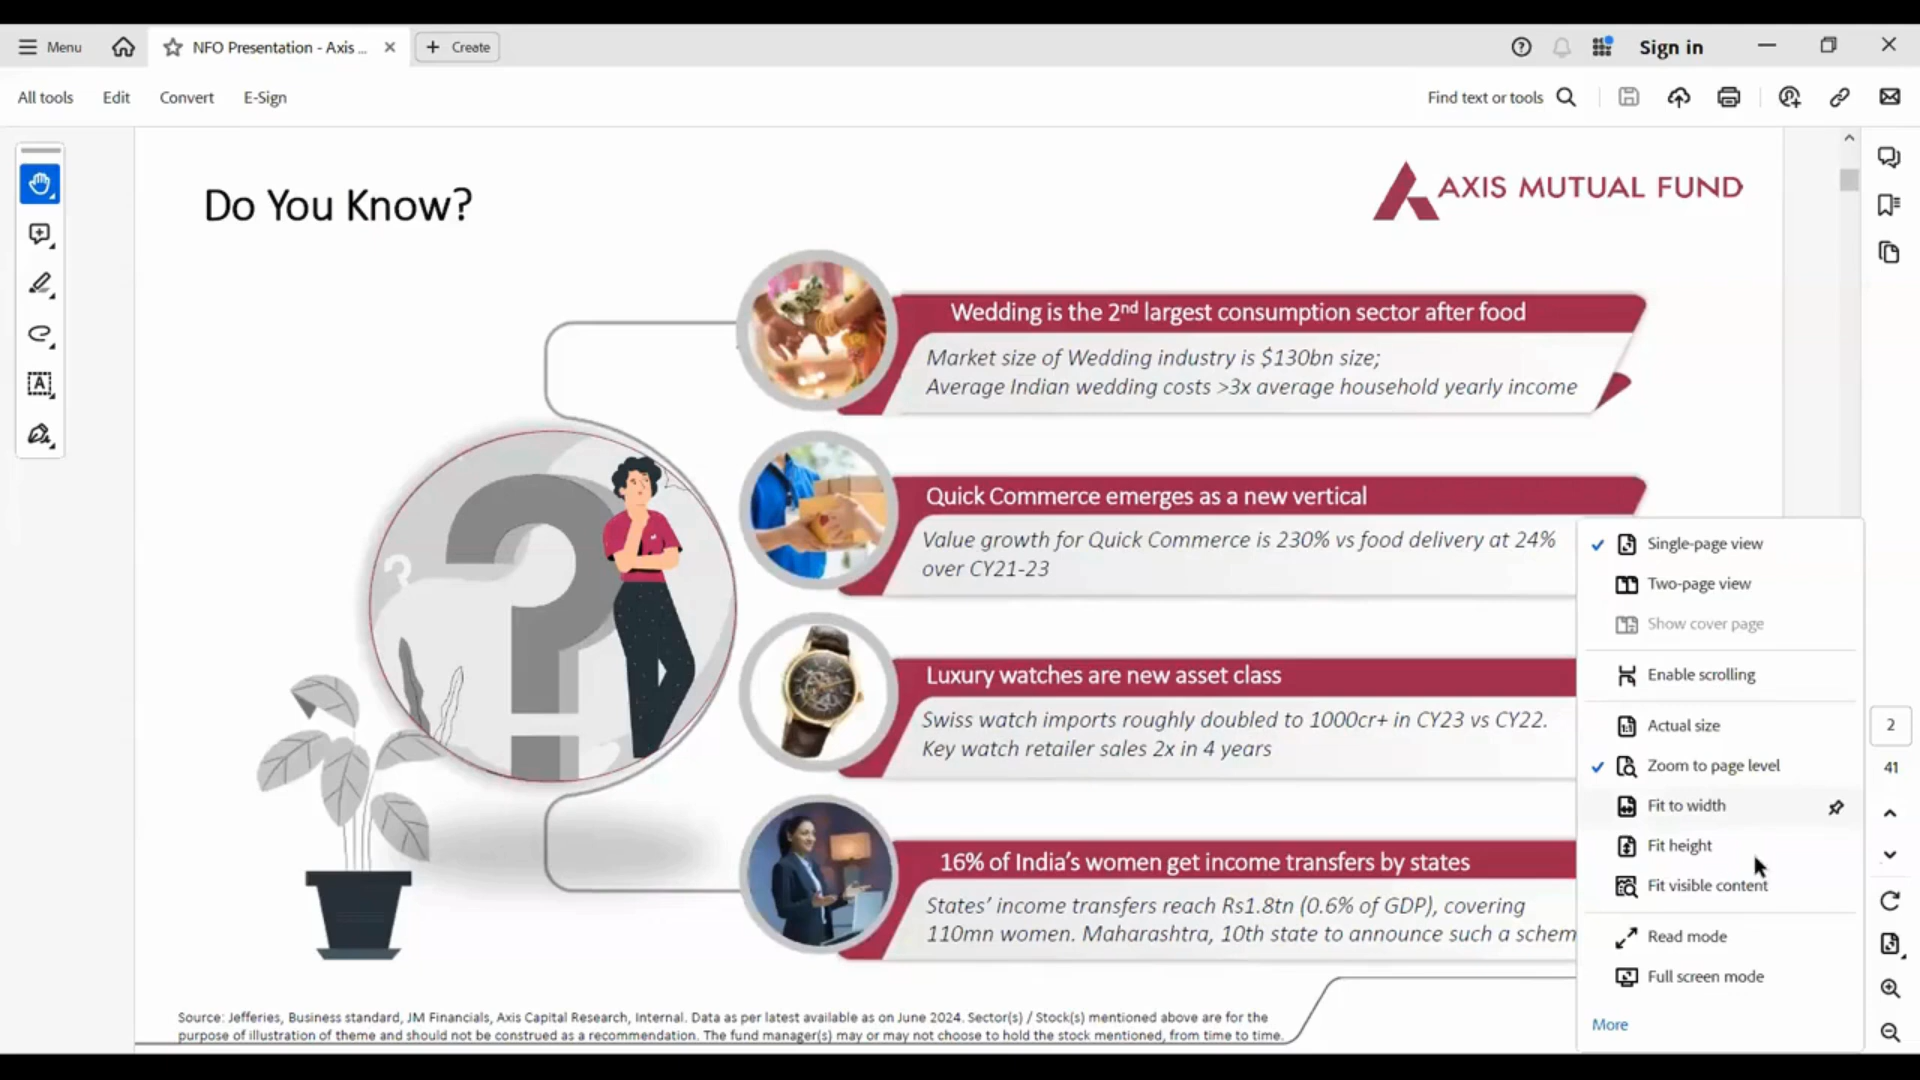 Menu
NFO Presentation - Axis ...
Create
Sign in
All tools
Edit
Convert
E-Sign
Find text or tools
Do You Know?
AXIS MUTUAL FUND
Wedding is the 2nd largest consumption sector after food
Market size of Wedding industry is $130bn size;
Average Indian wedding costs >3x average household yearly income
Quick Commerce emerges as a new vertical
Value growth for Quick Commerce is 230% vs food delivery at 24%
over CY21-23
Luxury watches are new asset class
Swiss watch imports roughly doubled to 1000cr+ in CY23 vs CY22.
Key watch retailer sales 2x in 4 years
16% of India's women get income transfers by states
States' income transfers reach Rs1.8tn (0.6% of GDP), covering
110mn women. Maharashtra, 10th state to announce such a schem
Source: Jefferies, Business standard, JM Financials, Axis Capital Research, Internal. Data as per latest available as on June 2024. Sector(s) / Stock(s) mentioned above are for the
purpose of illustration of theme and should not be construed as a recommendation. The fund manager(s) may or may not choose to hold the stock mentioned, from time to time.
Single-page view
Two-page view
Show cover page
Enable scrolling
Actual size
Zoom to page level
Fit to width
Fit height
Fit visible content
Read mode
Full screen mode
More
2
41